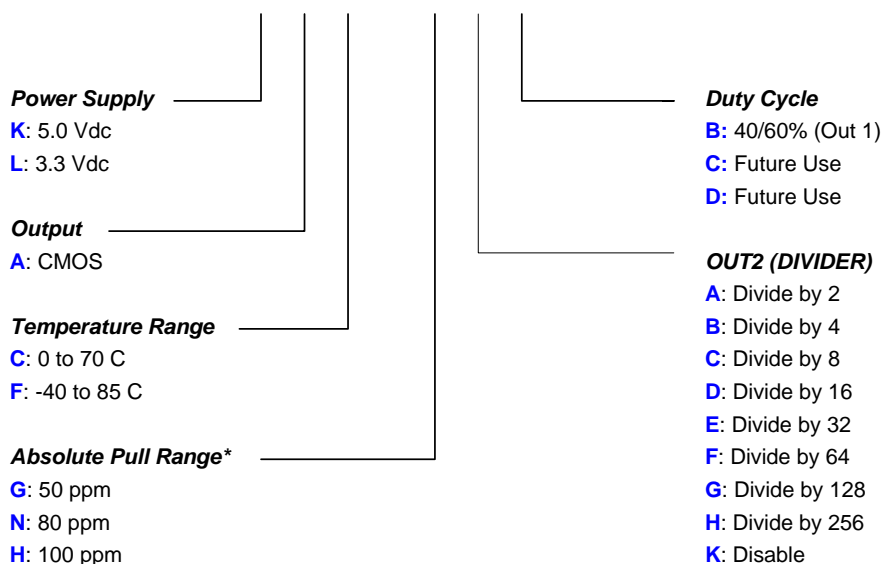 Power Supply
K: 5.0 Vdc
L: 3.3 Vdc
Output
A: CMOS
Temperature Range
C: 0 to 70 C
F: -40 to 85 C
Absolute Pull Range*
G: 50 ppm
N: 80 ppm
H: 100 ppm
Duty Cycle
B: 40/60% (Out 1)
C: Future Use
D: Future Use
OUT2 (DIVIDER)
A: Divide by 2
B: Divide by 4
C: Divide by 8
D: Divide by 16
E: Divide by 32
F: Divide by 64
G: Divide by 128
H: Divide by 256
K: Disable